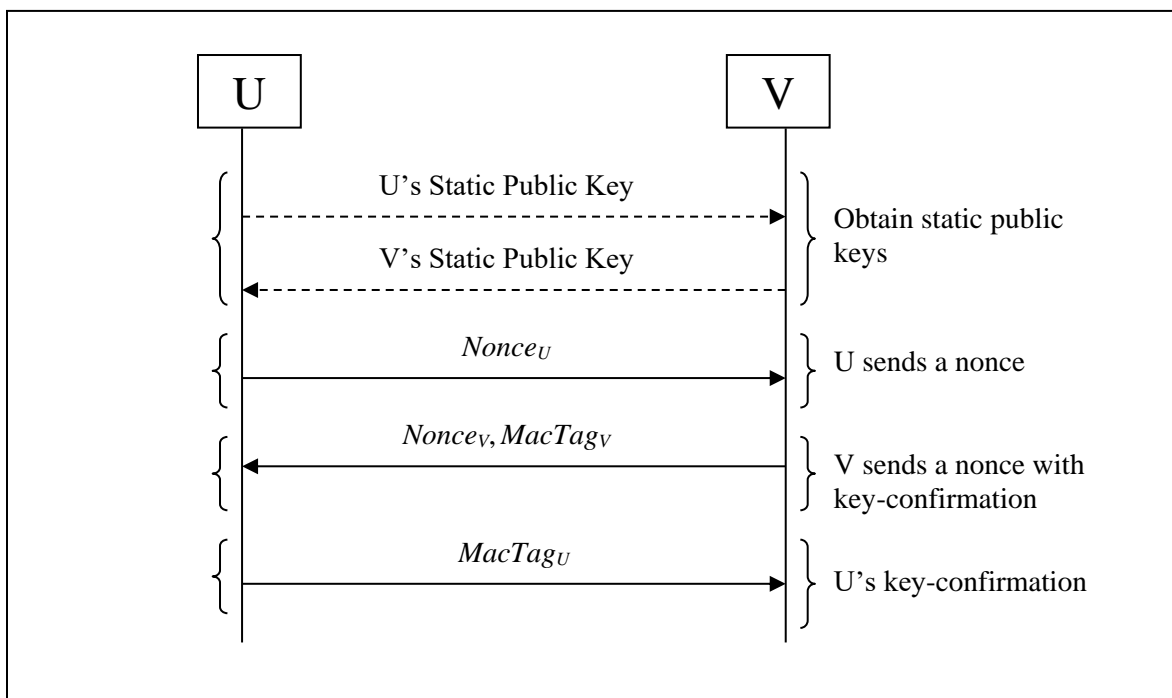 U
V
U’s Static Public Key
V’s Static Public Key
Obtain static public
keys
NonceU
U sends a nonce
NonceV, MacTagV
V sends a nonce with
key-confirmation
MacTagU
U’s key-confirmation